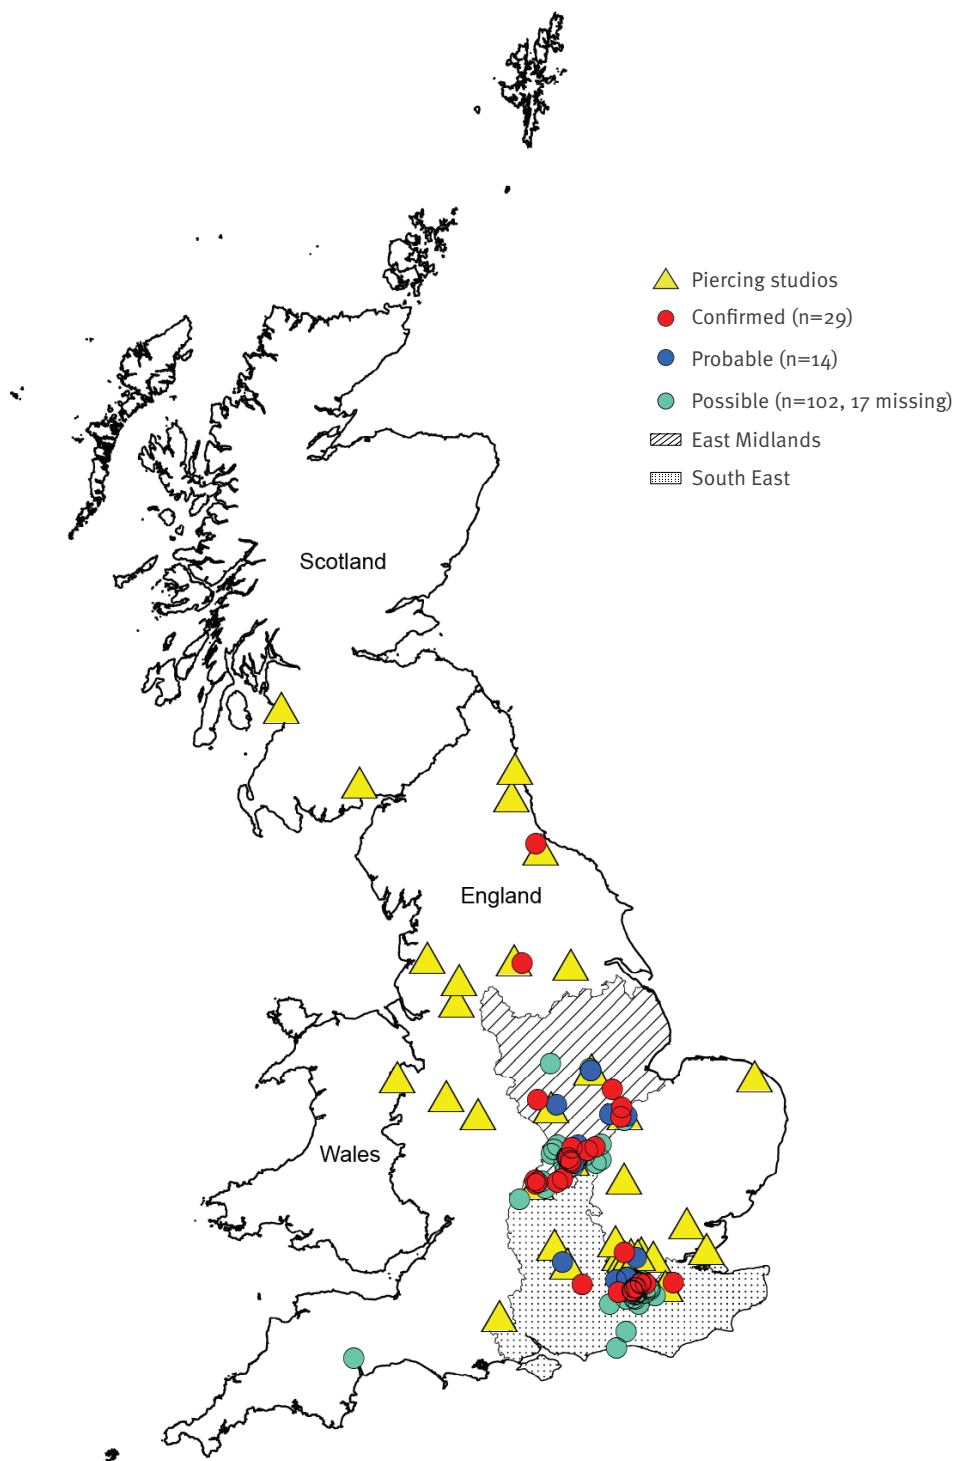 Piercing studios
Confirmed (n=29)
Probable (n=14)
Possible (n=102, 17 missing)
East Midlands
South East
Scotland
England
Wales